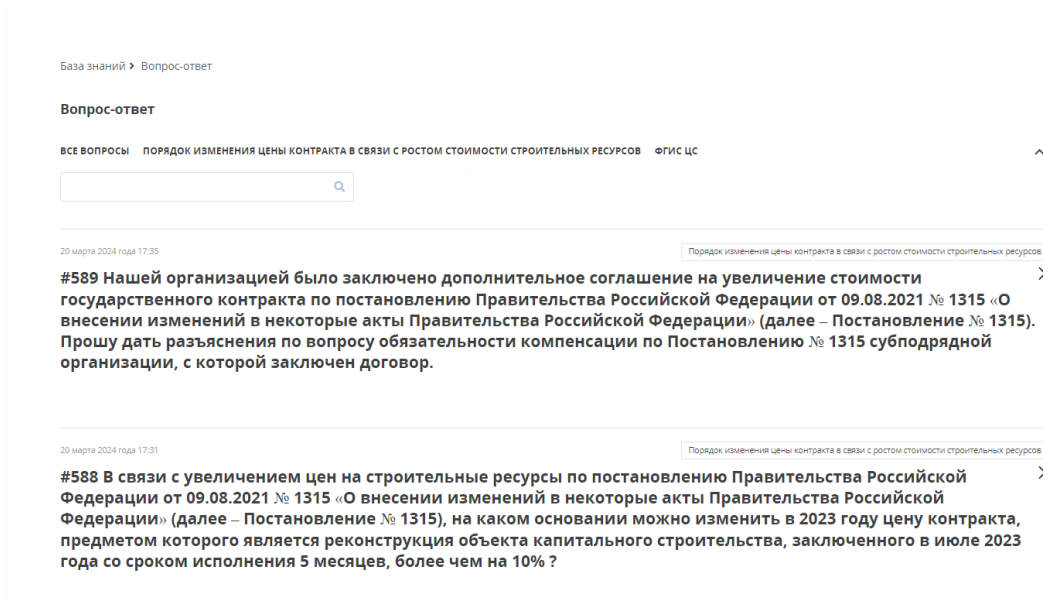 База знаний > Вопрос-ответ
Вопрос-ответ
ВСЕ ВОПРОСЫ ПОРЯДОК ИЗМЕНЕНИЯ ЦЕНЫ КОНТРАКТА В СВЯЗИ С РОСТОМ СТОИМОСТИ СТРОИТЕЛЬНЫХ РЕСУРСОВ ФГИС ЦС
20 марта 2024 года 17:35 Порядок изменения цены контракта в связи с ростом стоимости строительных ресурсов
#589 Нашей организацией было заключено дополнительное соглашение на увеличение стоимости
государственного контракта по постановлению Правительства Российской Федерации от 09.08.2021 № 1315 «О
внесении изменений в некоторые акты Правительства Российской Федерации» (далее – Постановление № 1315).
Прошу дать разъяснения по вопросу обязательности компенсации по Постановлению № 1315 субподрядной
организации, с которой заключен договор.
20 марта 2024 года 17:31 Порядок изменения цены контракта в связи с ростом стоимости строительных ресурсов
#588 В связи с увеличением цен на строительные ресурсы по постановлению Правительства Российской
Федерации от 09.08.2021 № 1315 «О внесении изменений в некоторые акты Правительства Российской
Федерации» (далее – Постановление № 1315), на каком основании можно изменить в 2023 году цену контракта,
предметом которого является реконструкция объекта капитального строительства, заключенного в июле 2023
года со сроком исполнения 5 месяцев, более чем на 10% ?